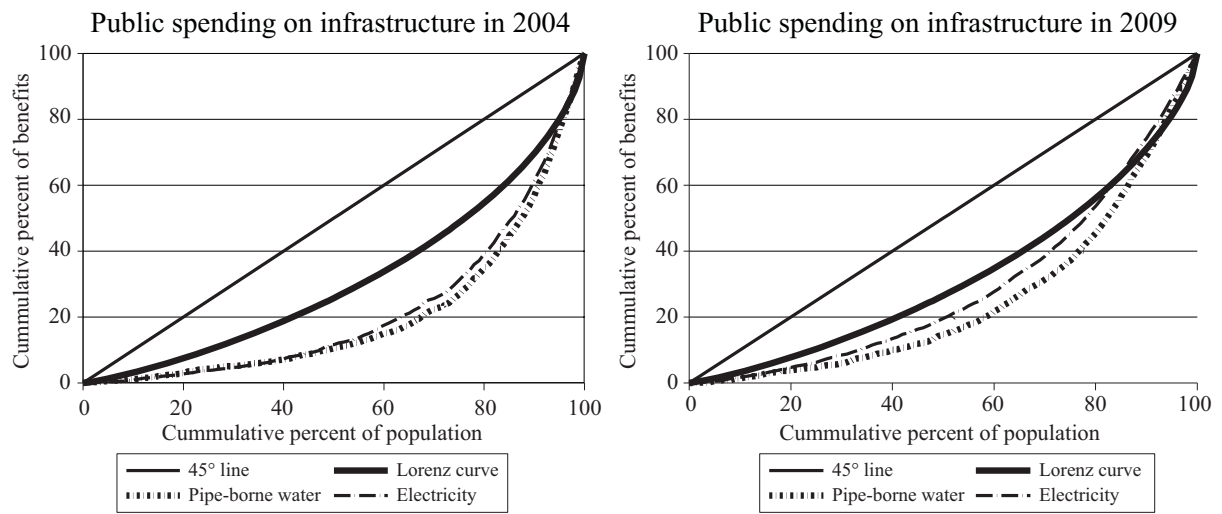 Public spending on infrastructure in 2004
100
80
60
40
20
0
Cummulative percent of benefits
0 20 40 60 80 100
Cummulative percent of population
45° line Lorenz curve
Pipe-borne water Electricity
Public spending on infrastructure in 2009
100
80
60
40
20
0
Cummulative percent of benefits
0 20 40 60 80 100
Cummulative percent of population
45° line Lorenz curve
Pipe-borne water Electricity